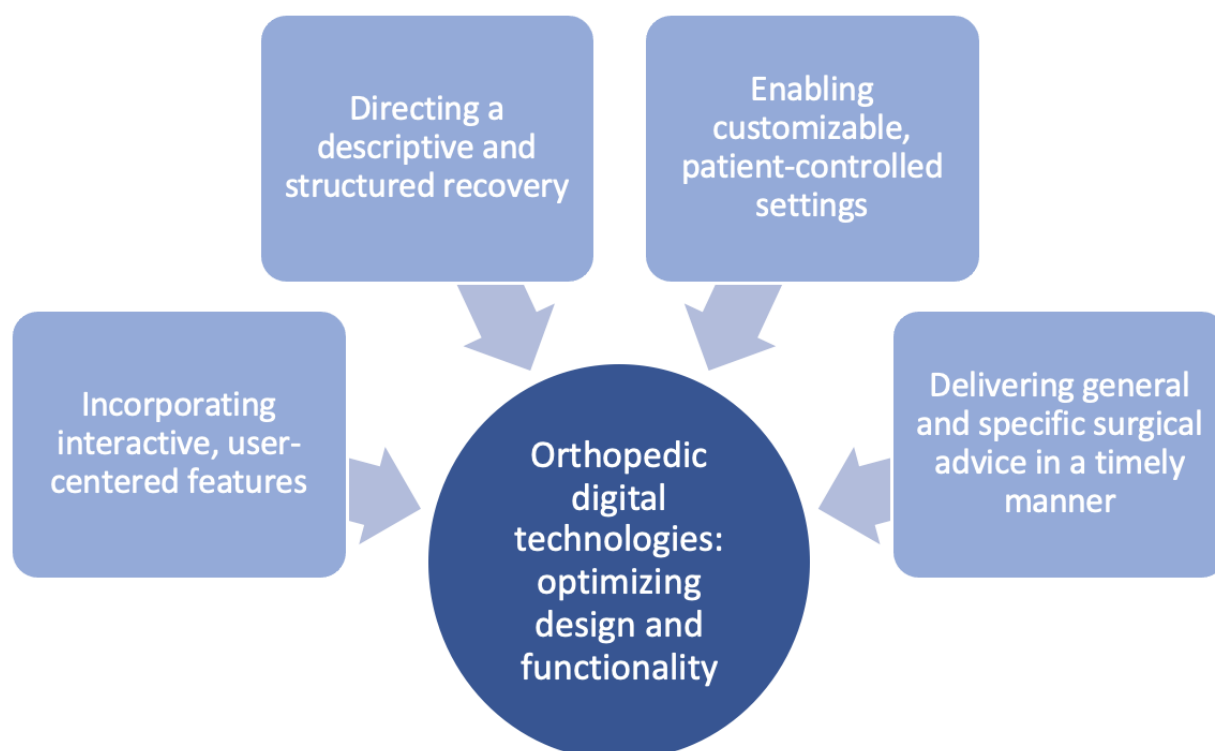 Directing a
descriptive and
structured recovery
Enabling
customizable,
patient-controlled
settings
Incorporating
interactive, user-
centered features
Delivering general
and specific surgical
advice in a timely
manner
Orthopedic
digital
technologies:
optimizing
design and
functionality